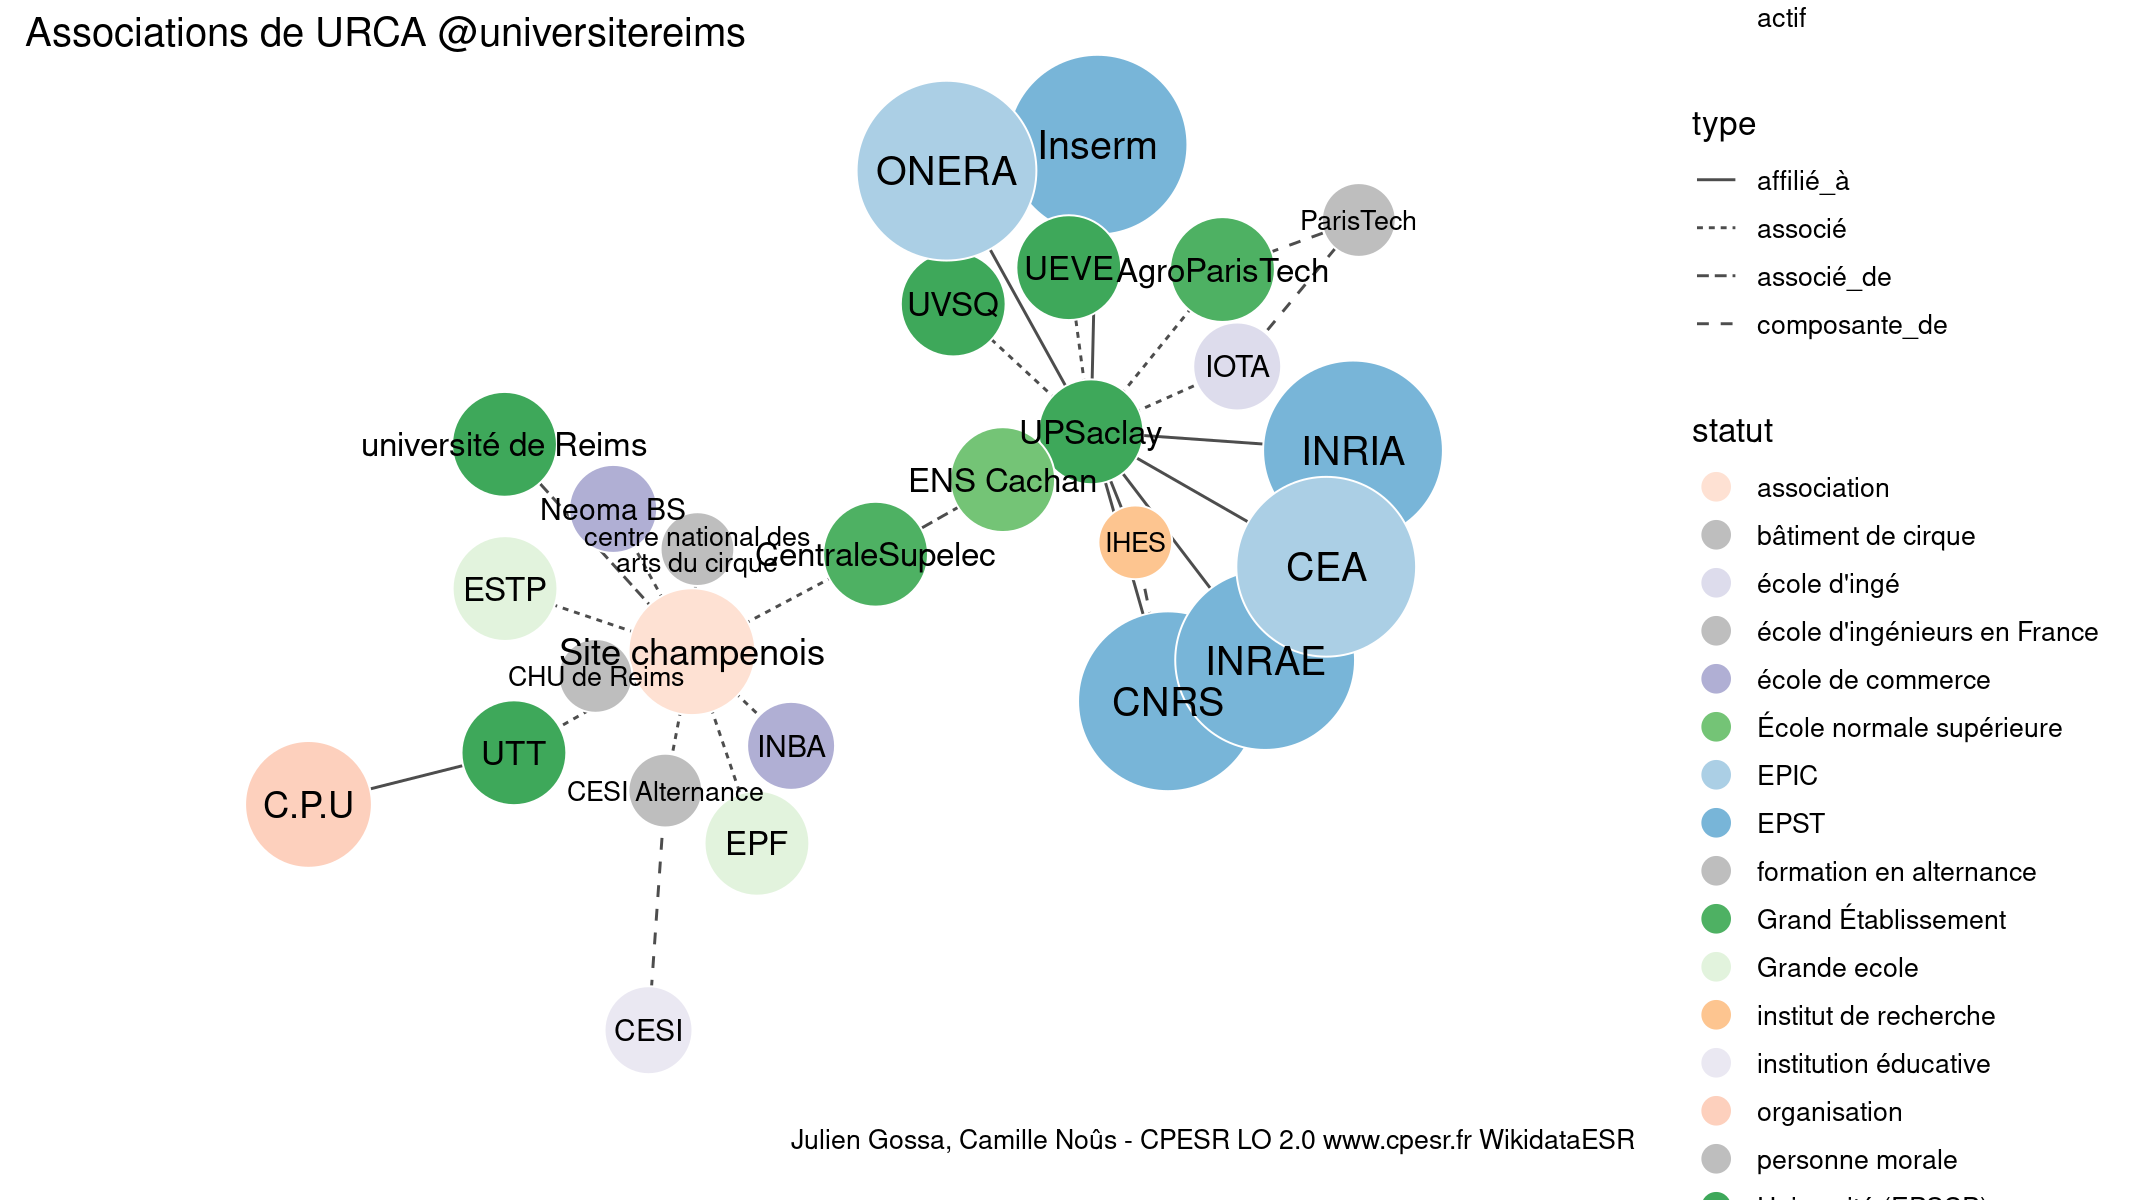 Associations de URCA @universitereims
ONERA
Inserm
ParisTech
UEVE
AgroParisTech
UVSQ
IOTA
UPSaclay
université de Reims
INRIA
ENS Cachan
Neoma BS
centre national des
arts du cirque
CentraleSupelec
IHES
CEA
ESTP
Site champenois
CHU de Reims
INRAE
CNRS
UTT
INBA
C.P.U
CESI Alternance
EPF
CESI
Julien Gossa, Camille Noûs - CPESR LO 2.0 www.cpesr.fr WikidataESR
actif
type
affilié_à
associé
associé_de
composante_de
statut
association
bâtiment de cirque
école d'ingé
école d'ingénieurs en France
école de commerce
École normale supérieure
EPIC
EPST
formation en alternance
Grand Établissement
Grande ecole
institut de recherche
institution éducative
organisation
personne morale